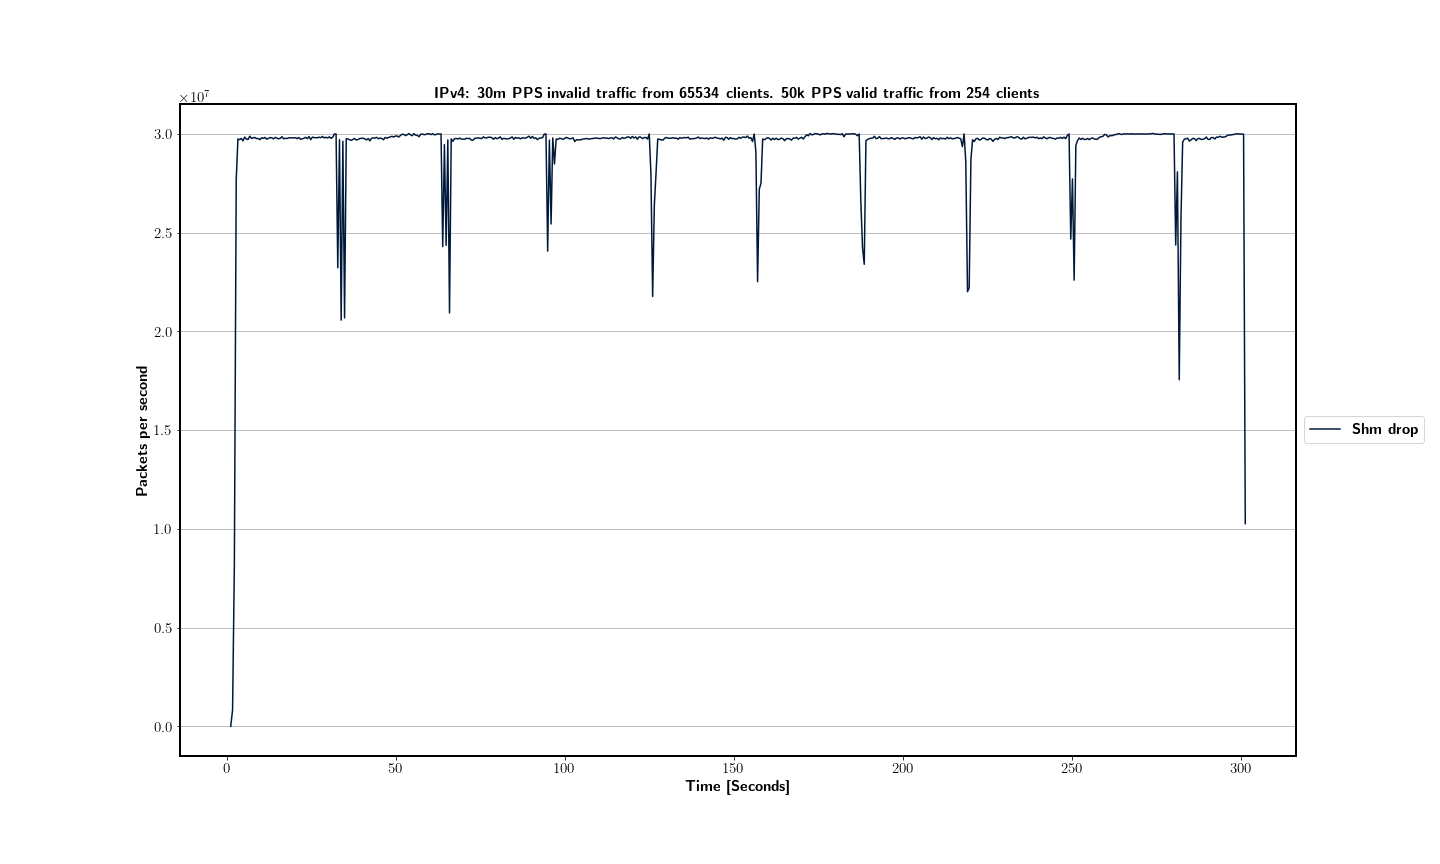 IPv4: 30m PPS invalid traffic from 65534 clients. 50k PPS valid traffic from 254 clients
×10⁷
3.0
2.5
2.0
1.5
1.0
0.5
0.0
Packets per second
0 50 100 150 200 250 300
Time [Seconds]
Shm drop